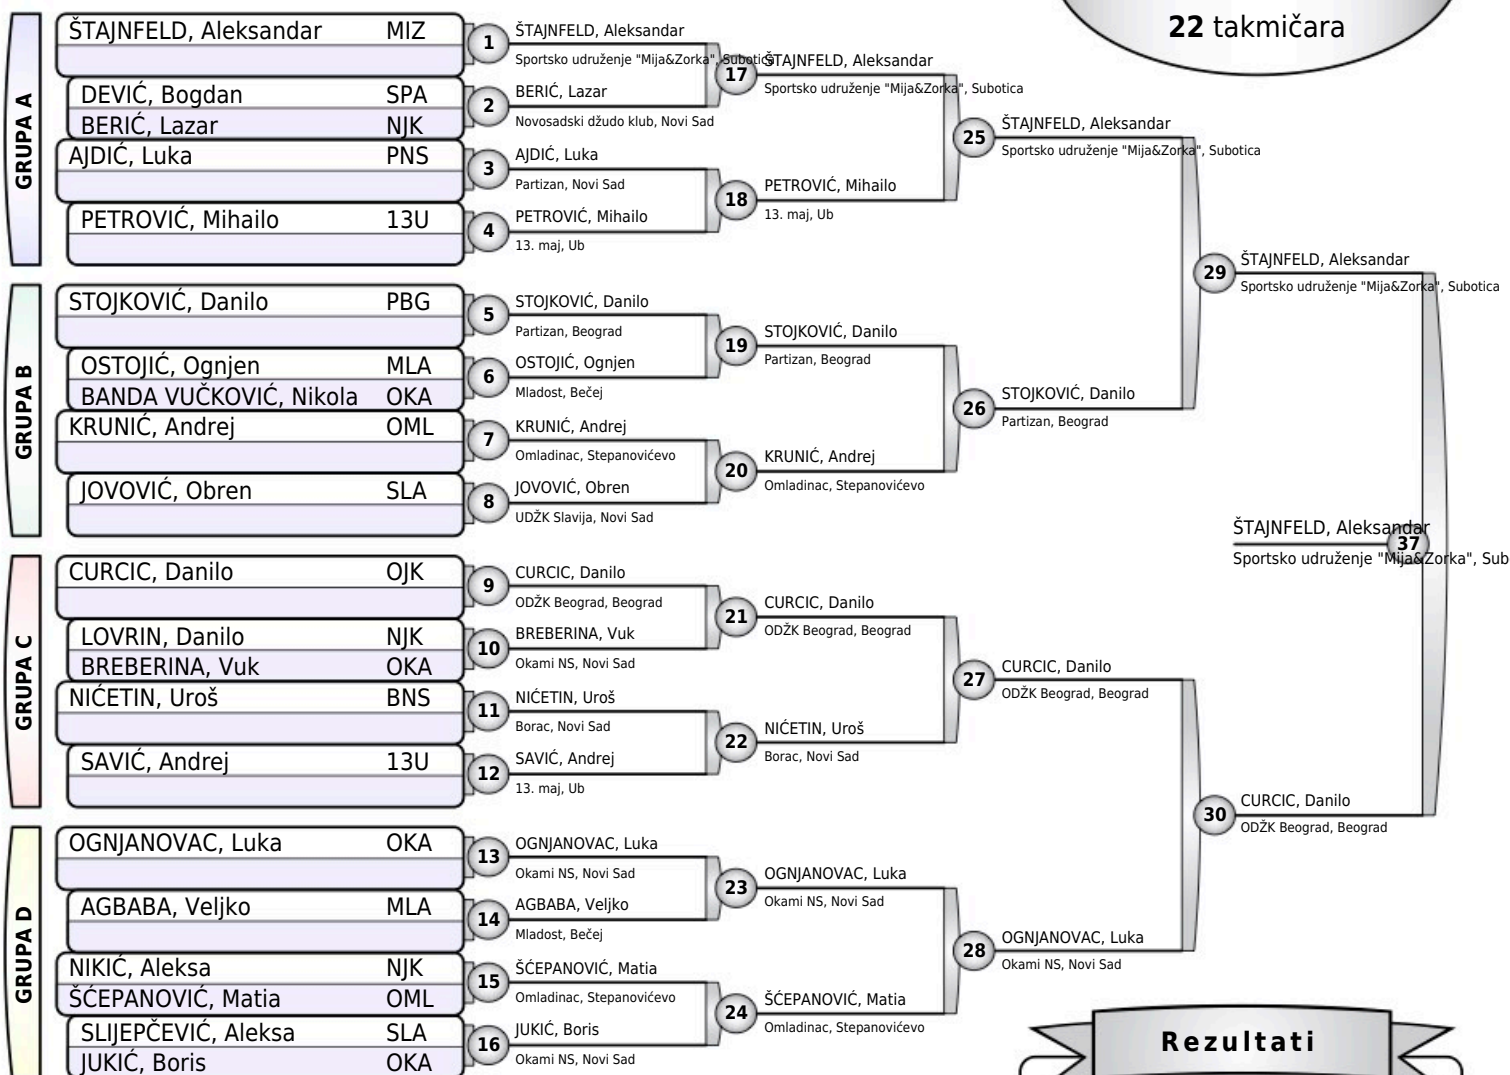 22 takmičara
GRUPA A
ŠTAJNFELD, Aleksandar MIZ
DEVIĆ, Bogdan SPA
BERIĆ, Lazar NJK
AJDIĆ, Luka PNS
PETROVIĆ, Mihailo 13U
GRUPA B
STOJKOVIĆ, Danilo PBG
OSTOJIĆ, Ognjen MLA
BANDA VUČKOVIĆ, Nikola OKA
KRUNIĆ, Andrej OML
JOVOVIĆ, Obren SLA
GRUPA C
CURCIC, Danilo OJK
LOVRIN, Danilo NJK
BREBERINA, Vuk OKA
NIĆETIN, Uroš BNS
SAVIĆ, Andrej 13U
GRUPA D
OGNJANOVAC, Luka OKA
AGBABA, Veljko MLA
NIKIĆ, Aleksa NJK
ŠĆEPANOVIĆ, Matia OML
SLIJEPČEVIĆ, Aleksa SLA
JUKIĆ, Boris OKA
1 ŠTAJNFELD, Aleksandar
Sportsko udruženje "Mija&Zorka", Subotica
2 BERIĆ, Lazar
Novosadski džudo klub, Novi Sad
3 AJDIĆ, Luka
Partizan, Novi Sad
4 PETROVIĆ, Mihailo
13. maj, Ub
5 STOJKOVIĆ, Danilo
Partizan, Beograd
6 OSTOJIĆ, Ognjen
Mladost, Bečej
7 KRUNIĆ, Andrej
Omladinac, Stepanovićevo
8 JOVOVIĆ, Obren
UDŽK Slavija, Novi Sad
9 CURCIC, Danilo
ODŽK Beograd, Beograd
10 BREBERINA, Vuk
Okami NS, Novi Sad
11 NIĆETIN, Uroš
Borac, Novi Sad
12 SAVIĆ, Andrej
13. maj, Ub
13 OGNJANOVAC, Luka
Okami NS, Novi Sad
14 AGBABA, Veljko
Mladost, Bečej
15 ŠĆEPANOVIĆ, Matia
Omladinac, Stepanovićevo
16 JUKIĆ, Boris
Okami NS, Novi Sad
17 ŠTAJNFELD, Aleksandar
Sportsko udruženje "Mija&Zorka", Subotica
18 PETROVIĆ, Mihailo
13. maj, Ub
19 STOJKOVIĆ, Danilo
Partizan, Beograd
20 KRUNIĆ, Andrej
Omladinac, Stepanovićevo
21 CURCIC, Danilo
ODŽK Beograd, Beograd
22 NIĆETIN, Uroš
Borac, Novi Sad
23 OGNJANOVAC, Luka
Okami NS, Novi Sad
24 ŠĆEPANOVIĆ, Matia
Omladinac, Stepanovićevo
25 ŠTAJNFELD, Aleksandar
Sportsko udruženje "Mija&Zorka", Subotica
26 STOJKOVIĆ, Danilo
Partizan, Beograd
27 CURCIC, Danilo
ODŽK Beograd, Beograd
28 OGNJANOVAC, Luka
Okami NS, Novi Sad
29 ŠTAJNFELD, Aleksandar
Sportsko udruženje "Mija&Zorka", Subotica
30 CURCIC, Danilo
ODŽK Beograd, Beograd
ŠTAJNFELD, Aleksandar
37
Sportsko udruženje "Mija&Zorka", Sub
Rezultati